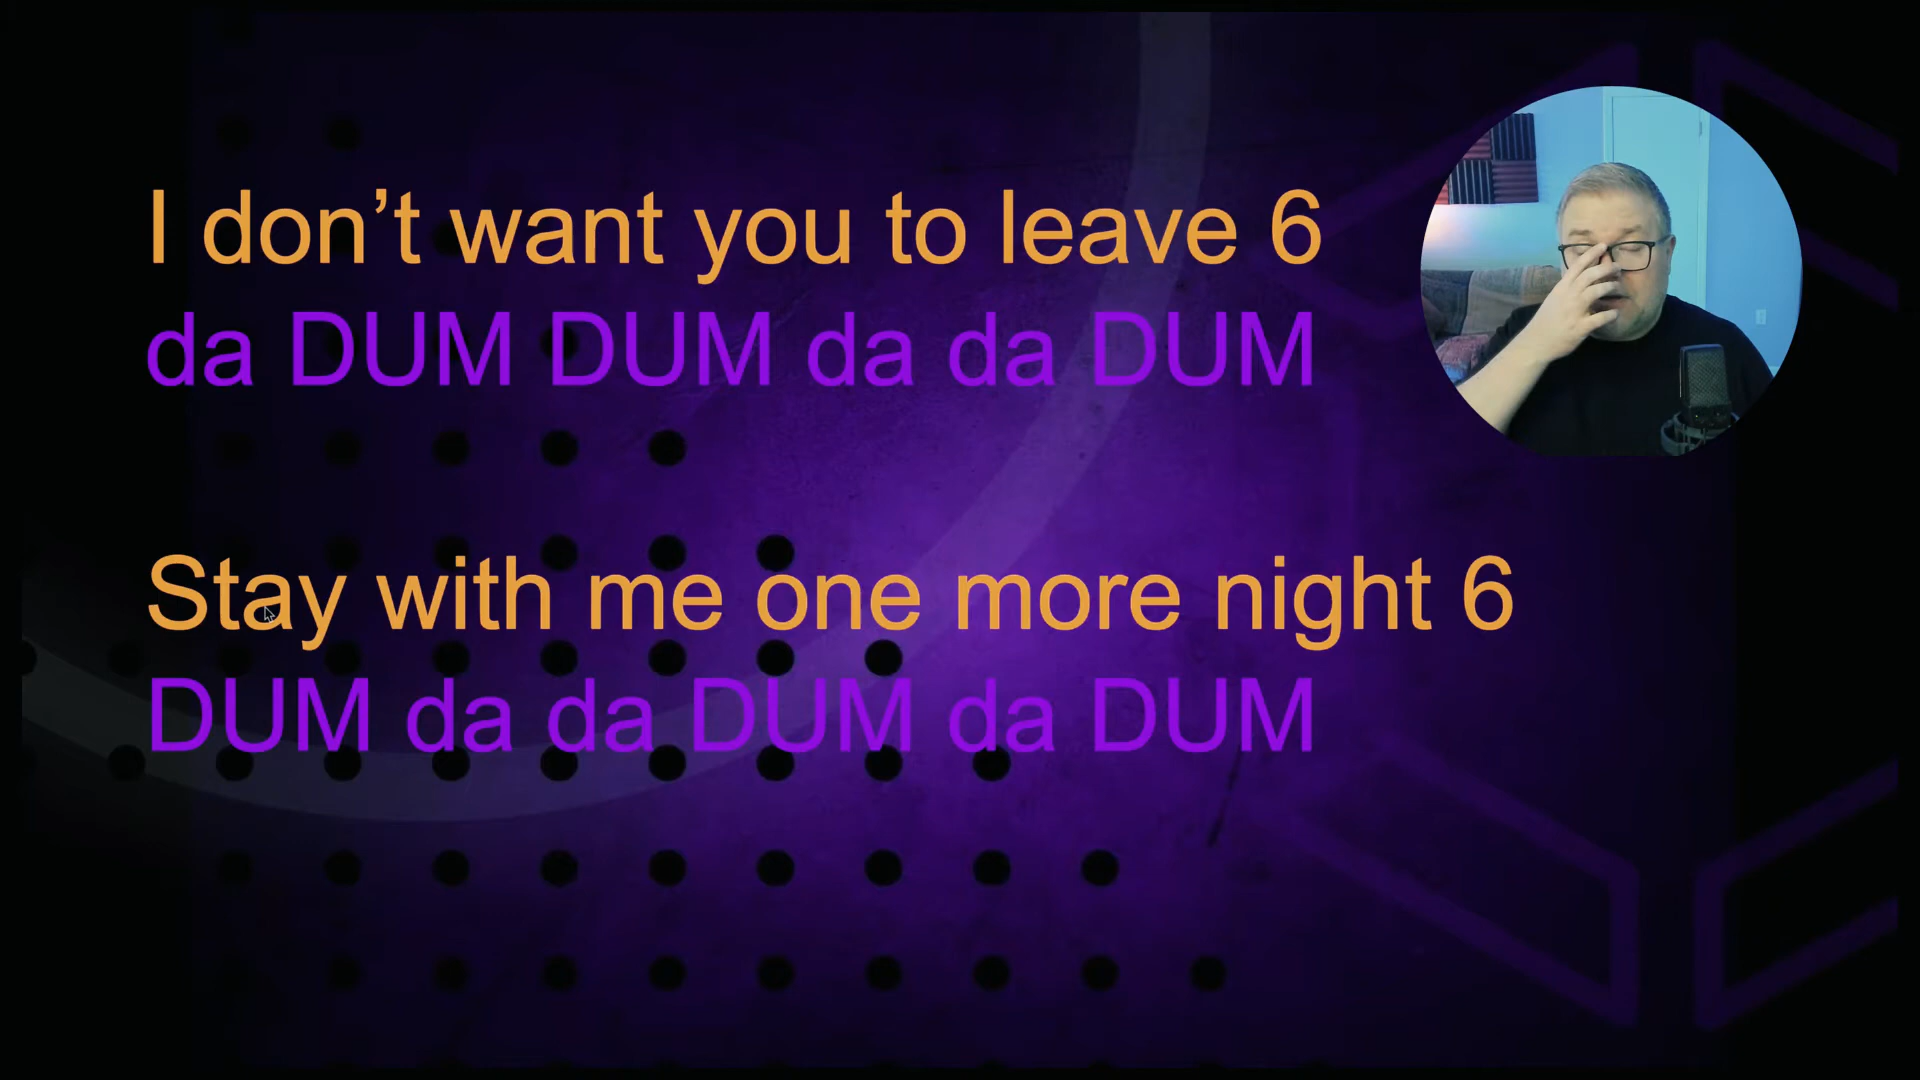 I don’t want you to leave 6
da DUM DUM da da DUM
Stay with me one more night 6
DUM da da DUM da DUM